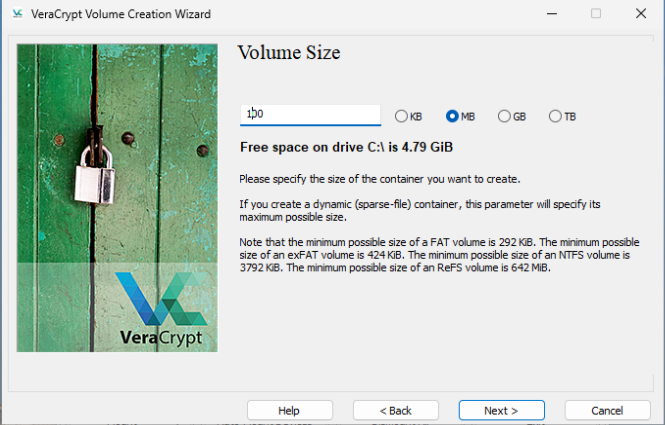 VeraCrypt Volume Creation Wizard
Volume Size
100
KB
MB
GB
TB
Free space on drive C:\ is 4.79 GiB
Please specify the size of the container you want to create.
If you create a dynamic (sparse-file) container, this parameter will specify its
maximum possible size.
Note that the minimum possible size of a FAT volume is 292 KiB. The minimum possible
size of an exFAT volume is 424 KiB. The minimum possible size of an NTFS volume is
3792 KiB. The minimum possible size of an ReFS volume is 642 MiB.
VeraCrypt
Help
< Back
Next >
Cancel